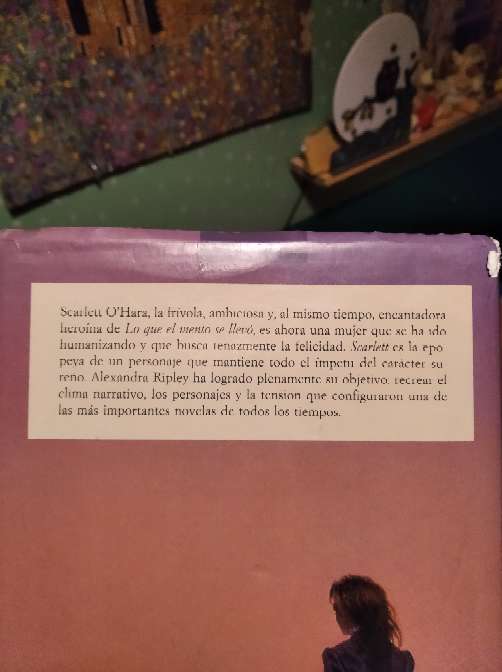 Scarlett O'Hara, la frívola, ambiciosa y, al mismo tiempo, encantadora
heroína de Lo que el viento se llevó, es ahora una mujer que se ha ido
humanizando y que busca tenazmente la felicidad. Scarlett es la epo
peya de un personaje que mantiene todo el ímpetu del carácter su
reño. Alexandra Ripley ha logrado plenamente su objetivo: recrear el
clima narrativo, los personajes y la tensión que configuraron una de
las más importantes novelas de todos los tiempos.